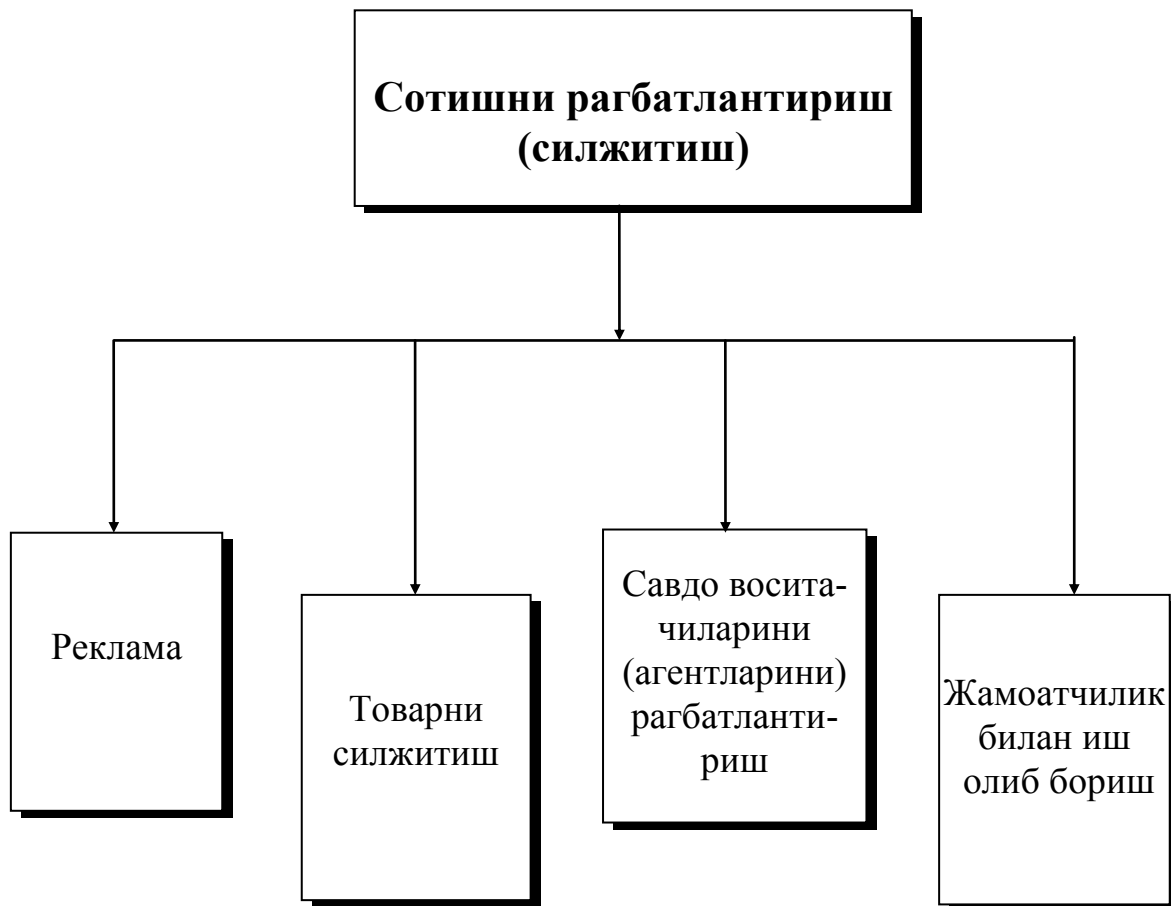 Сотишни рагбатлантириш
(силжитиш)
Реклама
Товарни
силжитиш
Савдо восита-
чиларини
(агентларини)
рагбатланти-
риш
Жамоатчилик
билан иш
олиб бориш